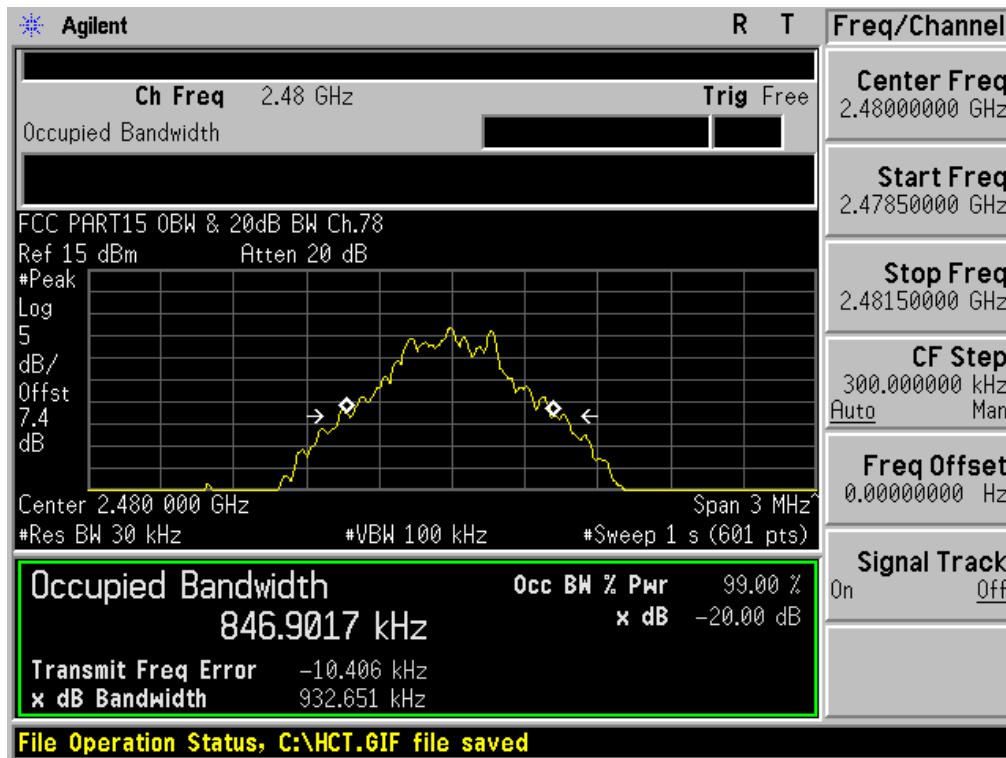 Agilent R T
Ch Freq 2.48 GHz Trig Free
Occupied Bandwidth
FCC PART15 OBW & 20dB BW Ch.78
Ref 15 dBm Atten 20 dB
#Peak
Log
5
dB/
Offst
7.4
dB
Center 2.480 000 GHz Span 3 MHz^
#Res BW 30 kHz #VBW 100 kHz #Sweep 1 s (601 pts)
Occupied Bandwidth Occ BW % Pwr 99.00 %
846.9017 kHz x dB -20.00 dB
Transmit Freq Error -10.406 kHz
x dB Bandwidth 932.651 kHz
File Operation Status, C:\HCT.GIF file saved
Freq/Channel
Center Freq
2.48000000 GHz
Start Freq
2.47850000 GHz
Stop Freq
2.48150000 GHz
CF Step
300.000000 kHz
Auto Man
Freq Offset
0.00000000 Hz
Signal Track
On Off